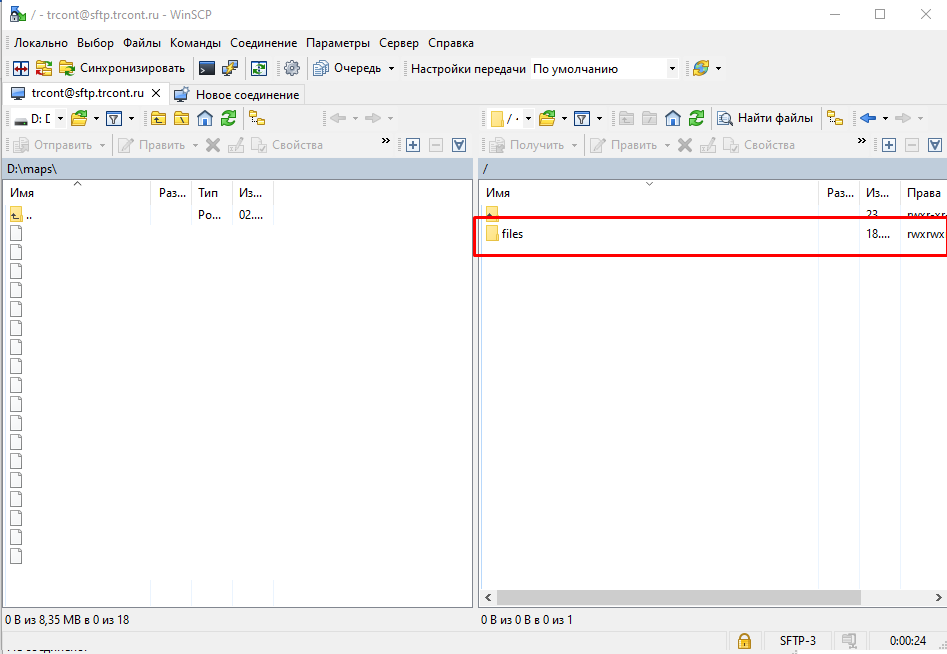 / - trcont@sftp.trcont.ru - WinSCP
Локально Выбор Файлы Команды Соединение Параметры Сервер Справка
Синхронизировать Очередь Настройки передачи По умолчанию
trcont@sftp.trcont.ru Новое соединение
D: / Найти файлы
Отправить Править Свойства » Получить Править Свойства »
D:\maps\ /
Имя Раз... Тип Из... Имя Раз... Из... Права
.. Ро... 02.... 23 rwxr-xr
files 18.... rwxrwx
0 B из 8,35 MB в 0 из 18 0 B из 0 B в 0 из 1
SFTP-3 0:00:24